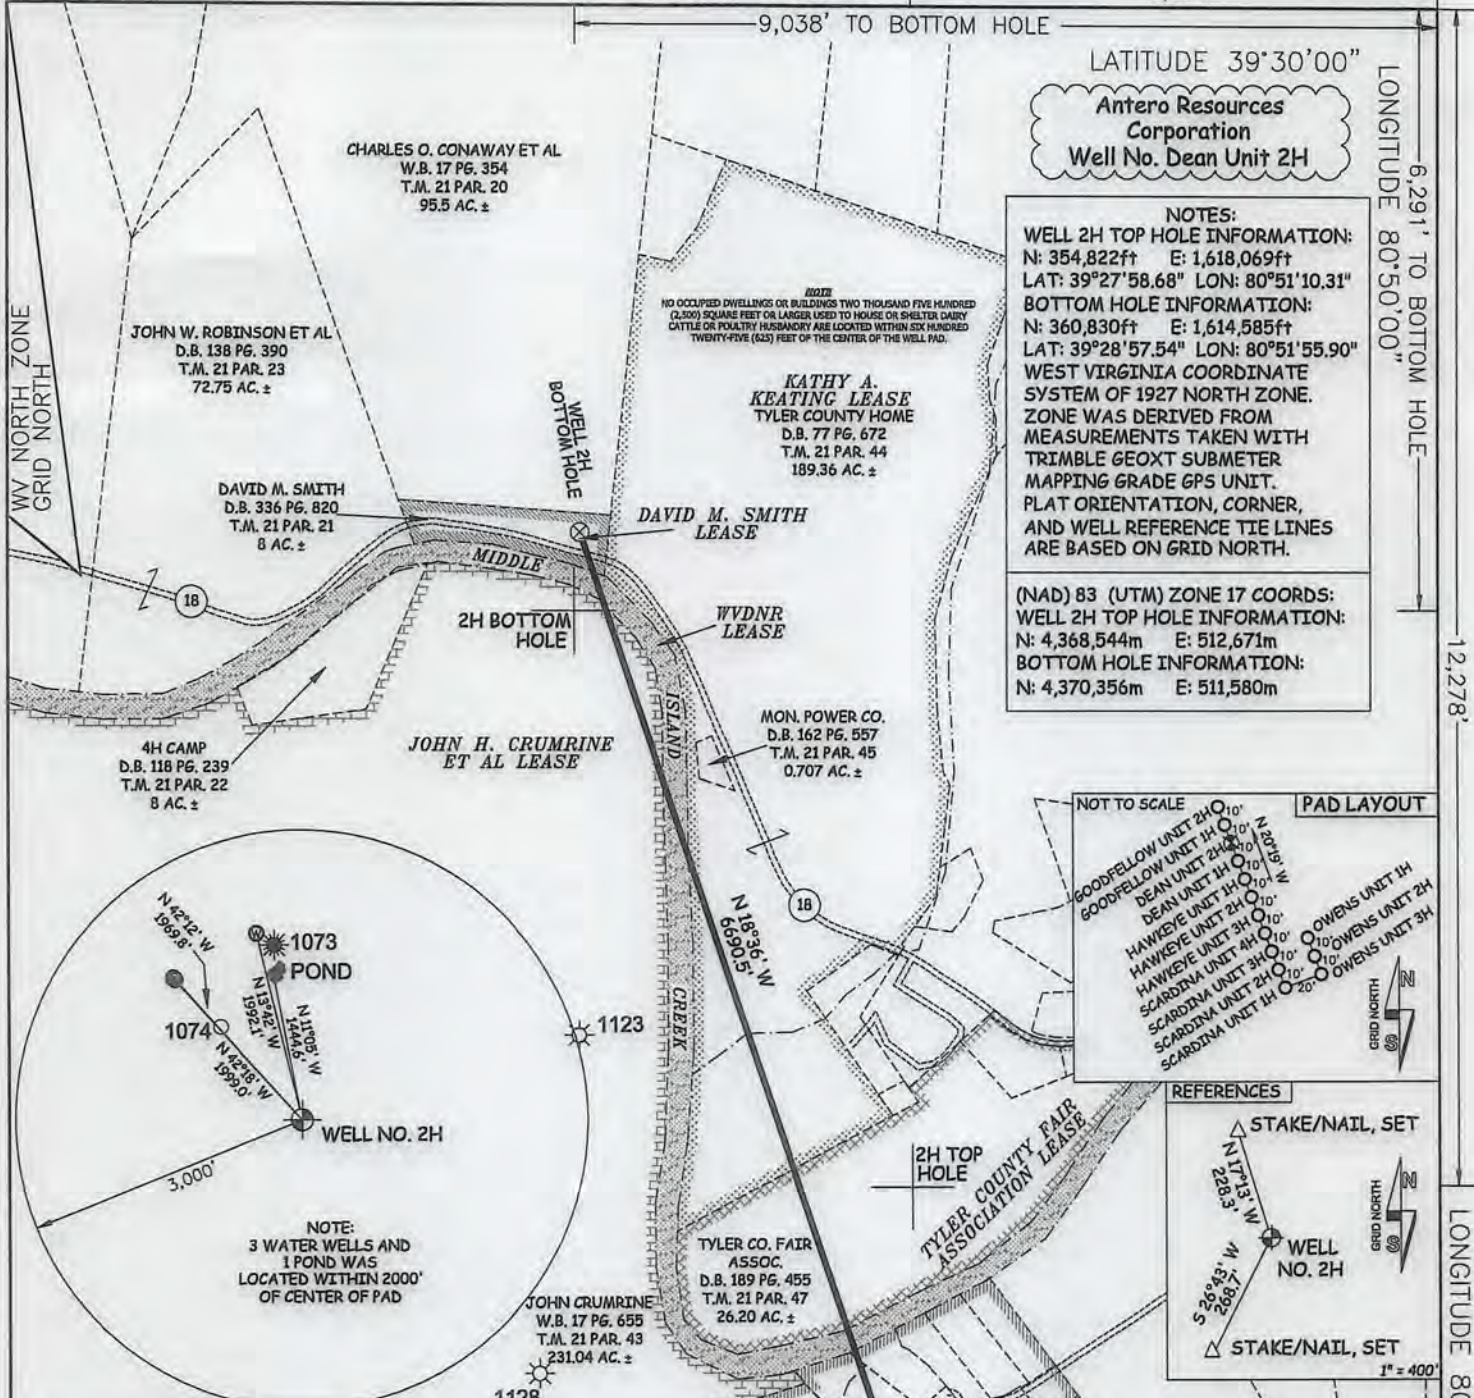 9,038' TO BOTTOM HOLE
LATITUDE 39°30'00"
LONGITUDE 80°50'00"
6,291' TO BOTTOM HOLE
12,278'
Antero Resources
Corporation
Well No. Dean Unit 2H
NOTES:
WELL 2H TOP HOLE INFORMATION:
N: 354,822ft E: 1,618,069ft
LAT: 39°27'58.68" LON: 80°51'10.31"
BOTTOM HOLE INFORMATION:
N: 360,830ft E: 1,614,585ft
LAT: 39°28'57.54" LON: 80°51'55.90"
WEST VIRGINIA COORDINATE
SYSTEM OF 1927 NORTH ZONE.
ZONE WAS DERIVED FROM
MEASUREMENTS TAKEN WITH
TRIMBLE GEOXT SUBMETER
MAPPING GRADE GPS UNIT.
PLAT ORIENTATION, CORNER,
AND WELL REFERENCE TIE LINES
ARE BASED ON GRID NORTH.
(NAD) 83 (UTM) ZONE 17 COORDS:
WELL 2H TOP HOLE INFORMATION:
N: 4,368,544m E: 512,671m
BOTTOM HOLE INFORMATION:
N: 4,370,356m E: 511,580m
CHARLES O. CONAWAY ET AL
W.B. 17 PG. 354
T.M. 21 PAR. 20
95.5 AC. ±
NOTE
NO OCCUPIED DWELLINGS OR BUILDINGS TWO THOUSAND FIVE HUNDRED
(2,500) SQUARE FEET OR LARGER USED TO HOUSE OR SHELTER DAIRY
CATTLE OR POULTRY HUSBANDRY ARE LOCATED WITHIN SIX HUNDRED
TWENTY-FIVE (625) FEET OF THE CENTER OF THE WELL PAD.
WV NORTH ZONE
GRID NORTH
JOHN W. ROBINSON ET AL
D.B. 138 PG. 390
T.M. 21 PAR. 23
72.75 AC. ±
KATHY A.
KEATING LEASE
TYLER COUNTY HOME
D.B. 77 PG. 672
T.M. 21 PAR. 44
189.36 AC. ±
WELL 2H
BOTTOM HOLE
DAVID M. SMITH
D.B. 336 PG. 820
T.M. 21 PAR. 21
8 AC. ±
DAVID M. SMITH
LEASE
MIDDLE
18
2H BOTTOM
HOLE
WVDNR
LEASE
ISLAND
4H CAMP
D.B. 118 PG. 239
T.M. 21 PAR. 22
8 AC. ±
JOHN H. CRUMRINE
ET AL LEASE
MON. POWER CO.
D.B. 162 PG. 557
T.M. 21 PAR. 45
0.707 AC. ±
NOT TO SCALE
PAD LAYOUT
GOODFELLOW UNIT 2H 10'
GOODFELLOW UNIT 1H 10'
DEAN UNIT 2H 10'
DEAN UNIT 1H 10'
HAWKEYE UNIT 1H 10'
HAWKEYE UNIT 2H 10'
HAWKEYE UNIT 3H 10'
SCARDINA UNIT 4H 10'
SCARDINA UNIT 3H 10'
SCARDINA UNIT 2H 10'
SCARDINA UNIT 1H 20'
N 20°19' W
OWENS UNIT 1H
10' OWENS UNIT 2H
10' OWENS UNIT 3H
N
GRID NORTH
S
18
N 18°36' W
6690.5'
CREEK
N 42°12' W
1969.8'
W
1073
POND
N 13°42' W
1992.1'
N 11°05' W
1444.6'
1074
N 42°18' W
1999.0'
WELL NO. 2H
3,000'
1123
NOTE:
3 WATER WELLS AND
1 POND WAS
LOCATED WITHIN 2000'
OF CENTER OF PAD
2H TOP
HOLE
TYLER COUNTY FAIR
ASSOCIATION LEASE
REFERENCES
STAKE/NAIL, SET
N 17°13' W
228.3'
WELL
NO. 2H
N
GRID NORTH
S
S 26°43' W
268.7'
STAKE/NAIL, SET
1" = 400'
TYLER CO. FAIR
ASSOC.
D.B. 189 PG. 455
T.M. 21 PAR. 47
26.20 AC. ±
JOHN CRUMRINE
W.B. 17 PG. 655
T.M. 21 PAR. 43
231.04 AC. ±
1128
LONGITUDE 80